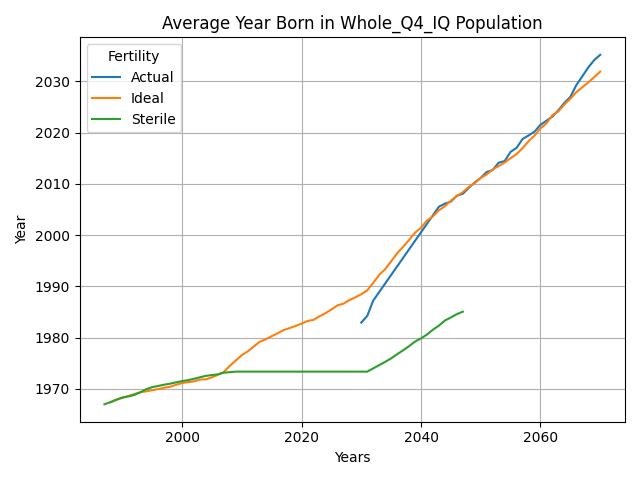 Average Year Born in Whole_Q4_IQ Population
Fertility
Actual
Ideal
Sterile
2030
2020
2010
2000
1990
1980
1970
Year
2000
2020
2040
2060
Years